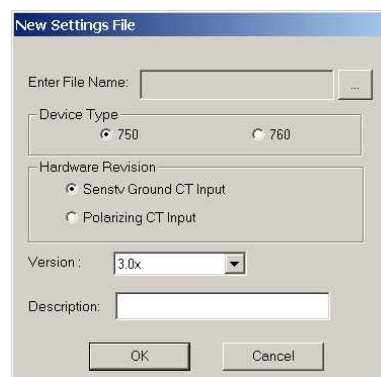 New Settings File
Enter File Name:
...
Device Type
750 760
Hardware Revision
Senstv Ground CT Input
Polarizing CT Input
Version : 3.0x
Description:
OK Cancel